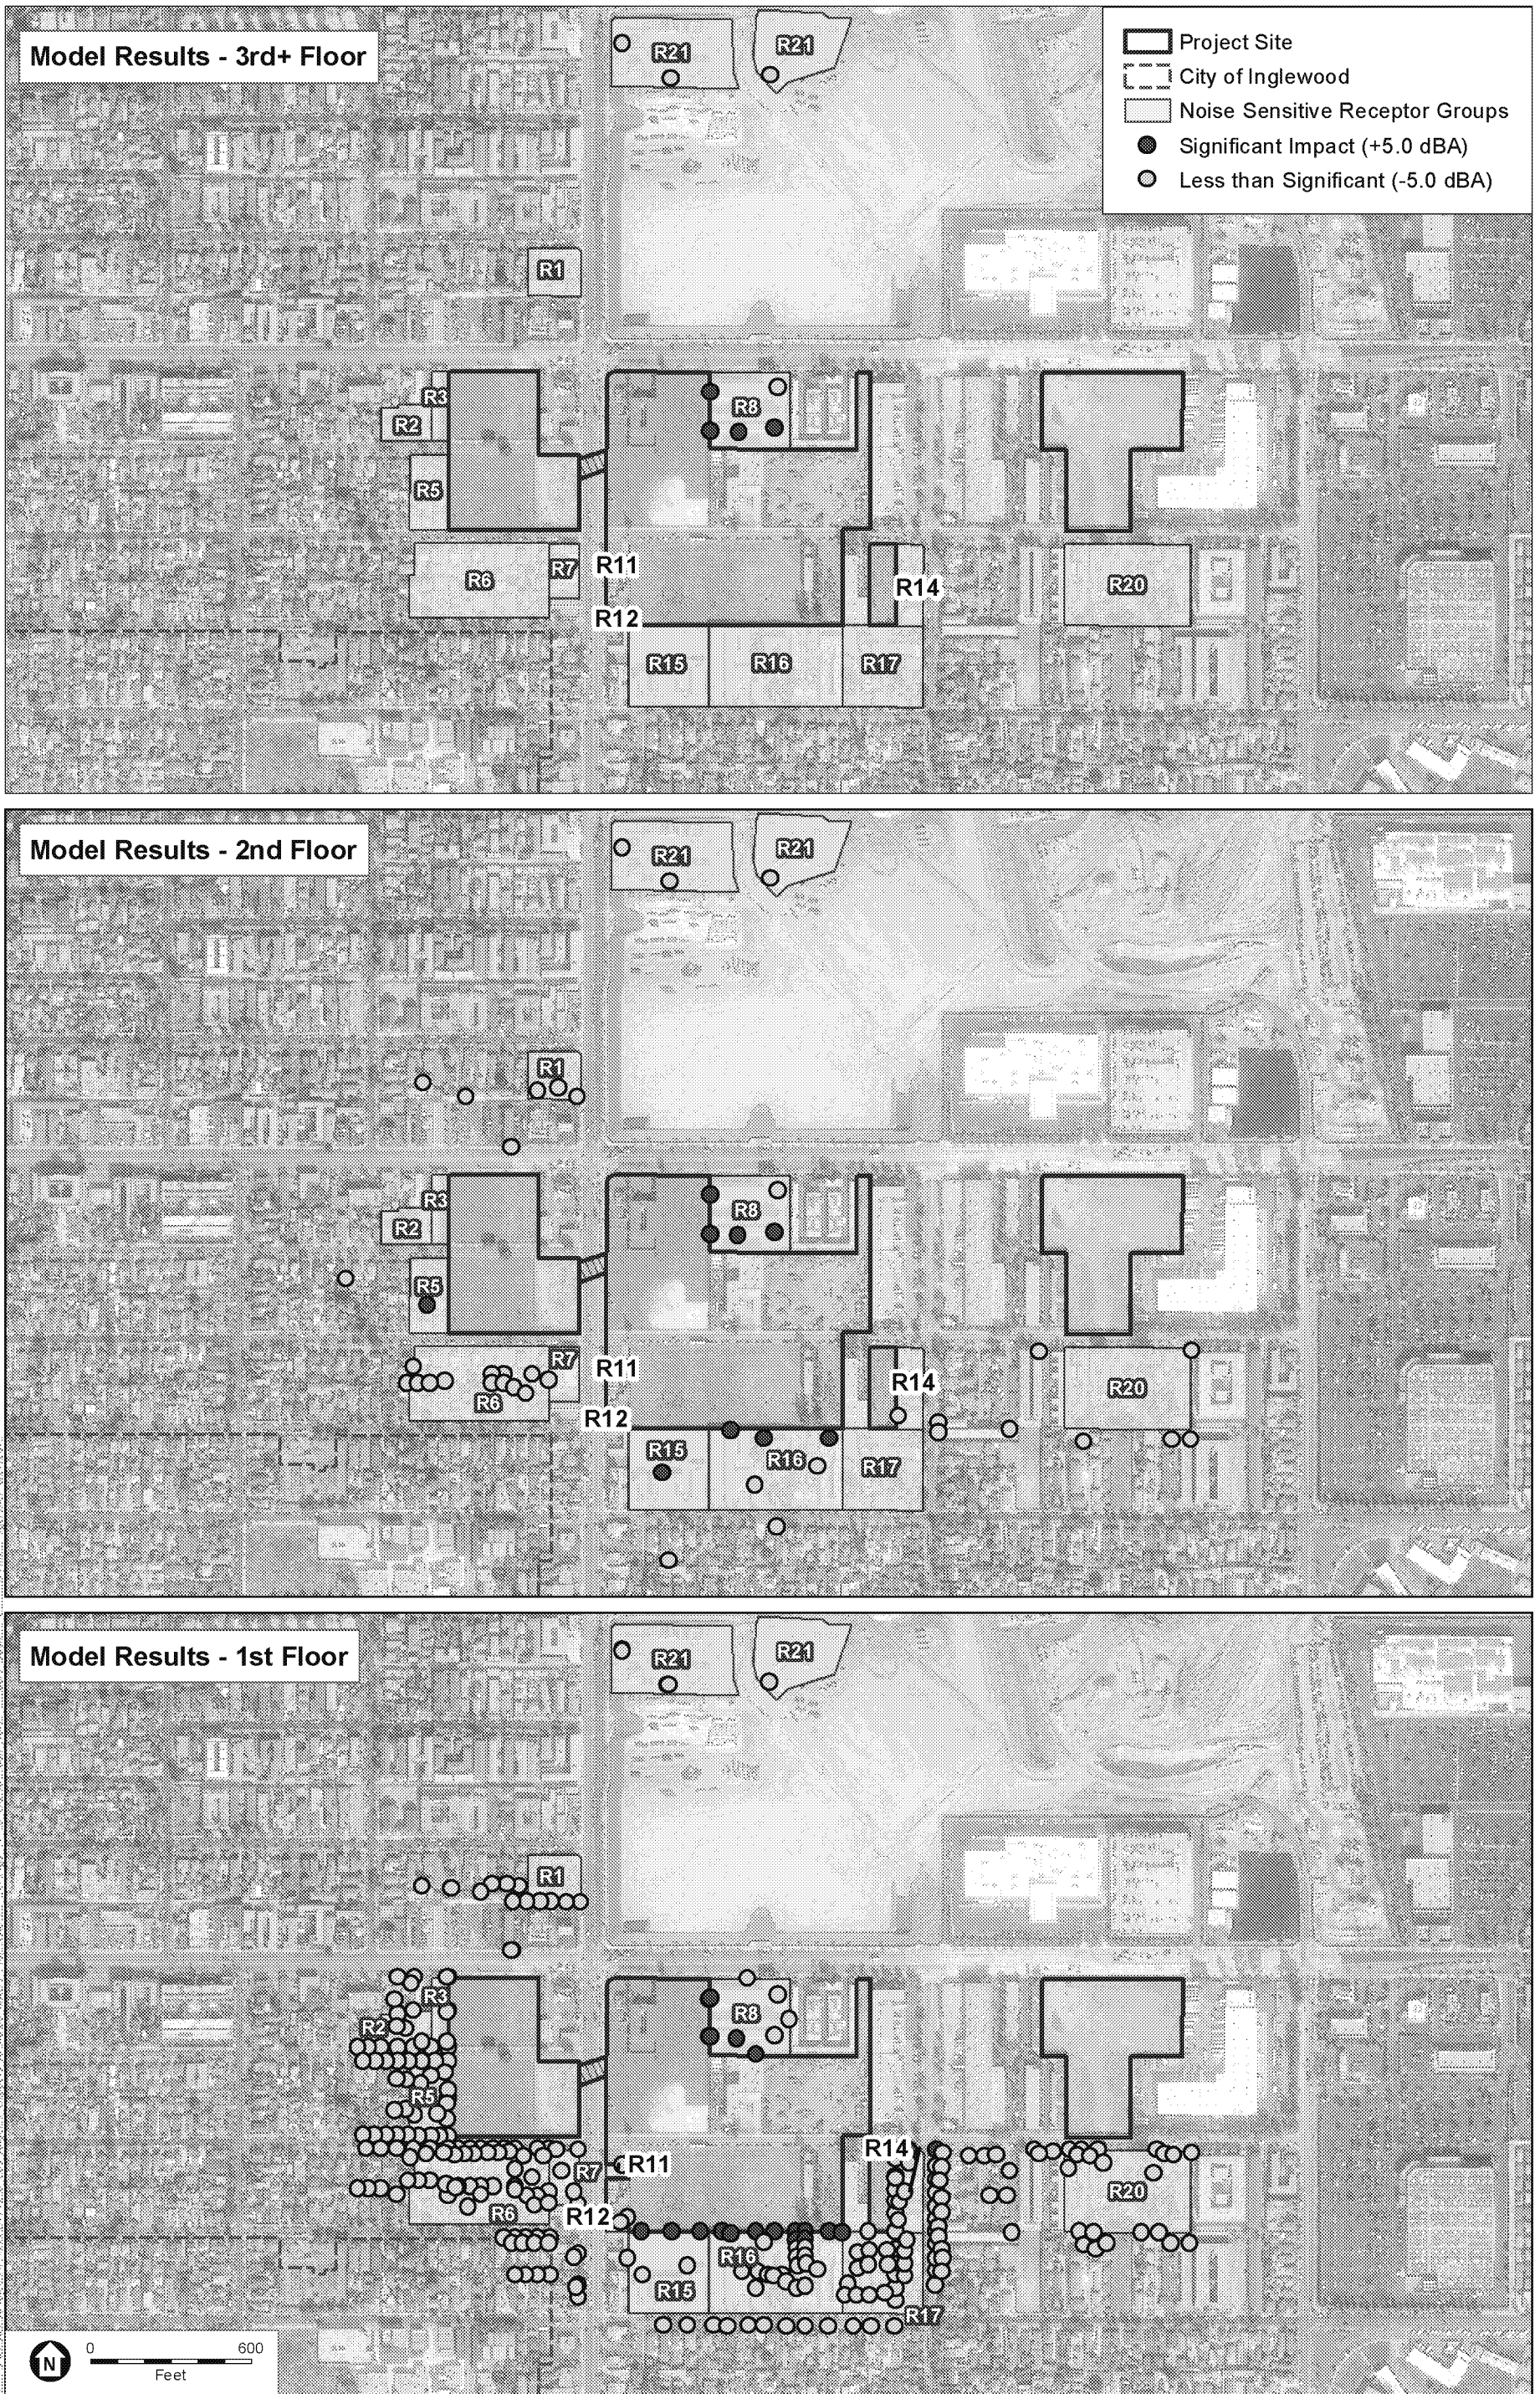 Model Results - 3rd+ Floor
Project Site
City of Inglewood
Noise Sensitive Receptor Groups
Significant Impact (+5.0 dBA)
Less than Significant (-5.0 dBA)
R21
R21
R1
R3
R2
R8
R5
R11
R6
R7
R14
R20
R12
R15
R16
R17
Model Results - 2nd Floor
R21
R21
R1
R3
R2
R8
R5
R7
R11
R14
R20
R6
R12
R15
R16
R17
Model Results - 1st Floor
R21
R21
R1
R3
R2
R8
R5
R14
R7
R11
R20
R6
R12
R16
R15
R17
N
0
600
Feet